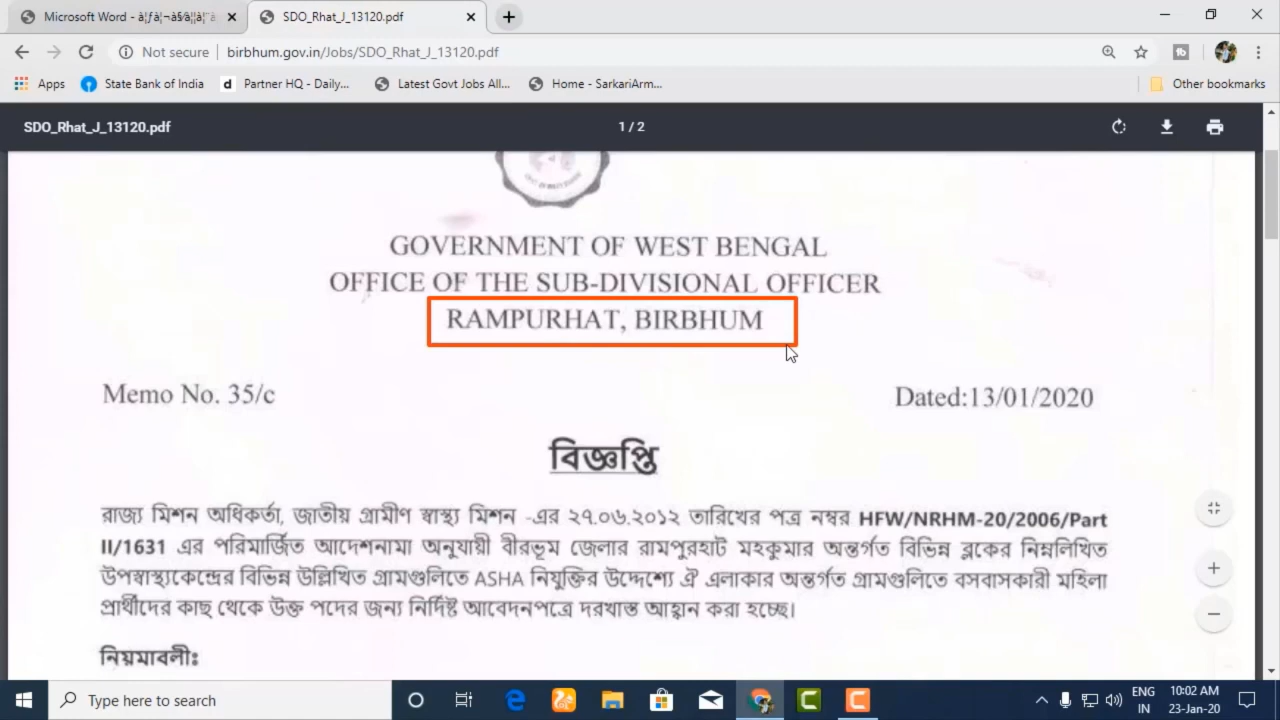 Microsoft Word - à¦ƒà¦¬à§à¦¦à¦¨à
SDO_Rhat_J_13120.pdf
Not secure
birbhum.gov.in/Jobs/SDO_Rhat_J_13120.pdf
Apps
State Bank of India
Partner HQ - Daily...
Latest Govt Jobs All...
Home - SarkariArm...
Other bookmarks
SDO_Rhat_J_13120.pdf
1 / 2
GOVERNMENT OF WEST BENGAL
OFFICE OF THE SUB-DIVISIONAL OFFICER
RAMPURHAT, BIRBHUM
Memo No. 35/c
Dated:13/01/2020
বিজ্ঞপ্তি
রাজ্য মিশন অধিকর্তা, জাতীয় গ্রামীণ স্বাস্থ্য মিশন -এর ২৭.০৬.২০১২ তারিখের পত্র নম্বর HFW/NRHM-20/2006/Part
II/1631 এর পরিমার্জিত আদেশনামা অনুযায়ী বীরভূম জেলার রামপুরহাট মহকুমার অন্তর্গত বিভিন্ন ব্লকের নিম্নলিখিত
উপস্বাস্থ্যকেন্দ্রের বিভিন্ন উল্লিখিত গ্রামগুলিতে ASHA নিযুক্তির উদ্দেশ্যে ঐ এলাকার অন্তর্গত গ্রামগুলিতে বসবাসকারী মহিলা
প্রার্থীদের কাছ থেকে উক্ত পদের জন্য নির্দিষ্ট আবেদনপত্রে দরখাস্ত আহ্বান করা হচ্ছে।
নিয়মাবলীঃ
Type here to search
ENG
IN
10:02 AM
23-Jan-20